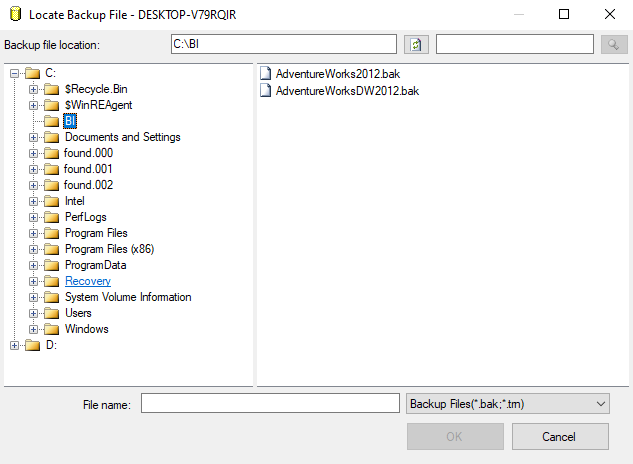 Locate Backup File - DESKTOP-V79RQIR
Backup file location:
C:\BI
C:
$Recycle.Bin
$WinREAgent
BI
Documents and Settings
found.000
found.001
found.002
Intel
PerfLogs
Program Files
Program Files (x86)
ProgramData
Recovery
System Volume Information
Users
Windows
D:
AdventureWorks2012.bak
AdventureWorksDW2012.bak
File name:
Backup Files(*.bak;*.trn)
OK
Cancel